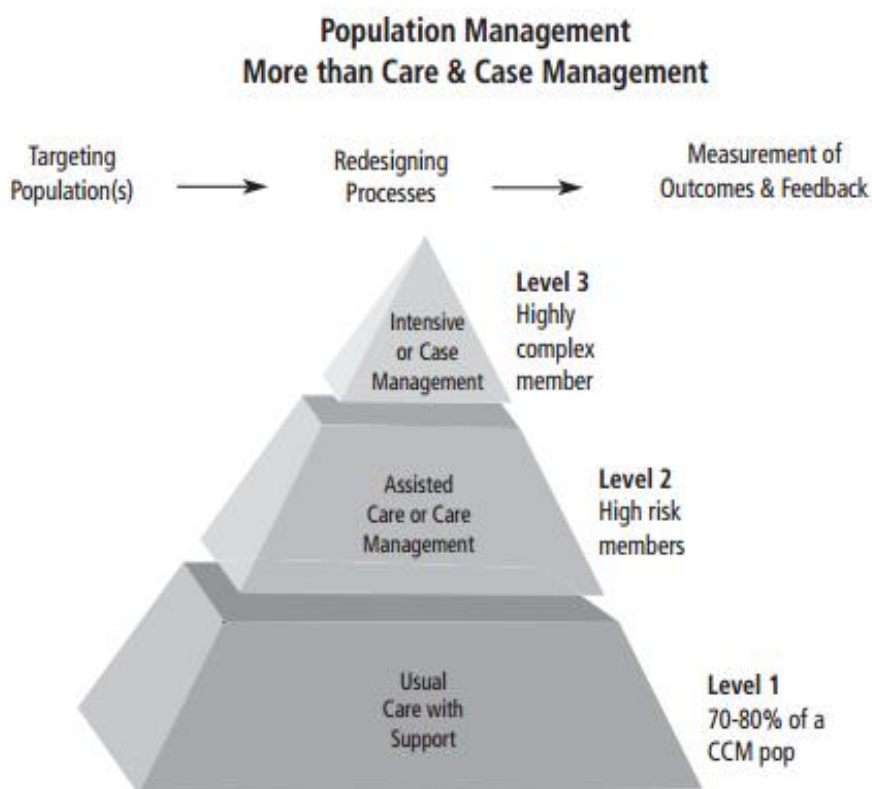 Population Management
More than Care & Case Management
Targeting
Population(s)
Redesigning
Processes
Measurement of
Outcomes & Feedback
Intensive
or Case
Management
Level 3
Highly
complex
member
Assisted
Care or Care
Management
Level 2
High risk
members
Usual
Care with
Support
Level 1
70-80% of a
CCM pop